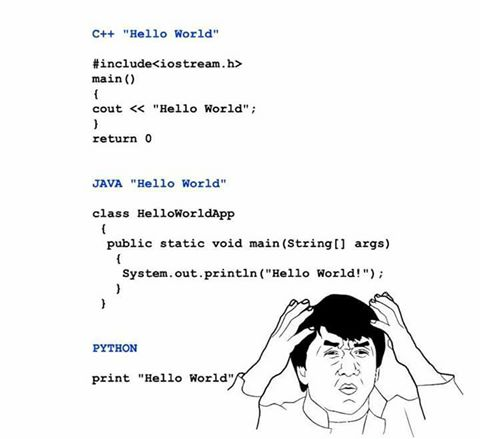 C++ "Hello World"
#include<iostream.h>
main()
{
cout << "Hello World";
}
return 0
JAVA "Hello World"
class HelloWorldApp
{
public static void main(String[] args)
{
System.out.println("Hello World!");
}
}
PYTHON
print "Hello World"